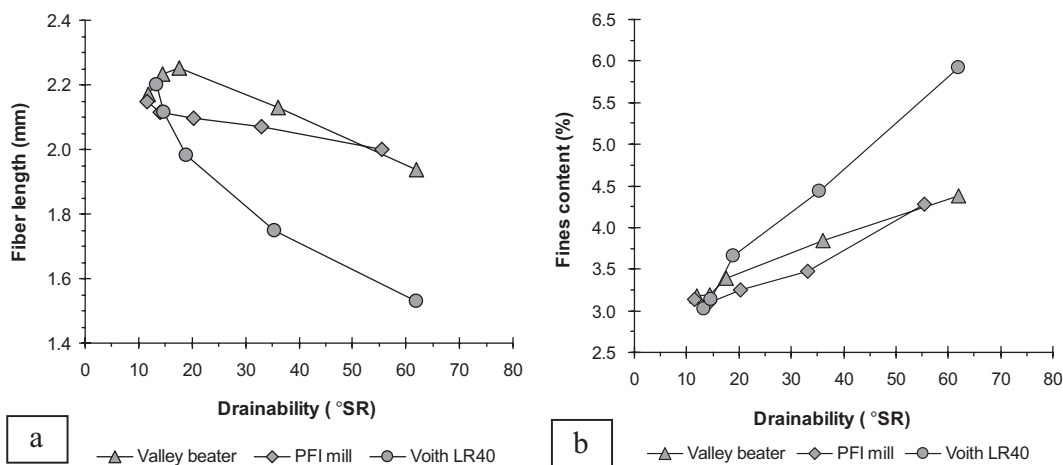 2.4
2.2
2.0
1.8
1.6
1.4
Fiber length (mm)
0 10 20 30 40 50 60 70 80
Drainability ( °SR)
a
Valley beater PFI mill Voith LR40
6.5
6.0
5.5
5.0
4.5
4.0
3.5
3.0
2.5
Fines content (%)
0 10 20 30 40 50 60 70 80
Drainability ( °SR)
b
Valley beater PFI mill Voith LR40